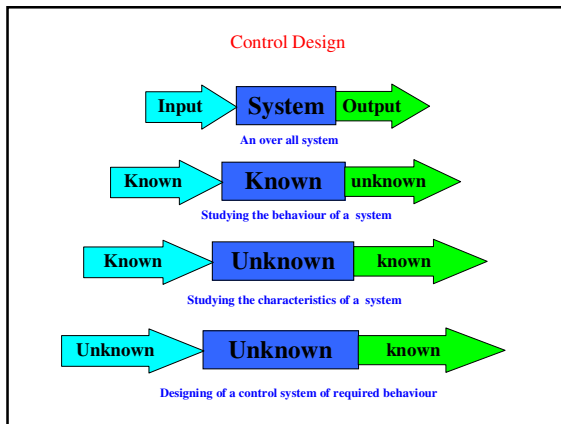 Control Design
Input System Output
An over all system
Known Known unknown
Studying the behaviour of a system
Known Unknown known
Studying the characteristics of a system
Unknown Unknown known
Designing of a control system of required behaviour